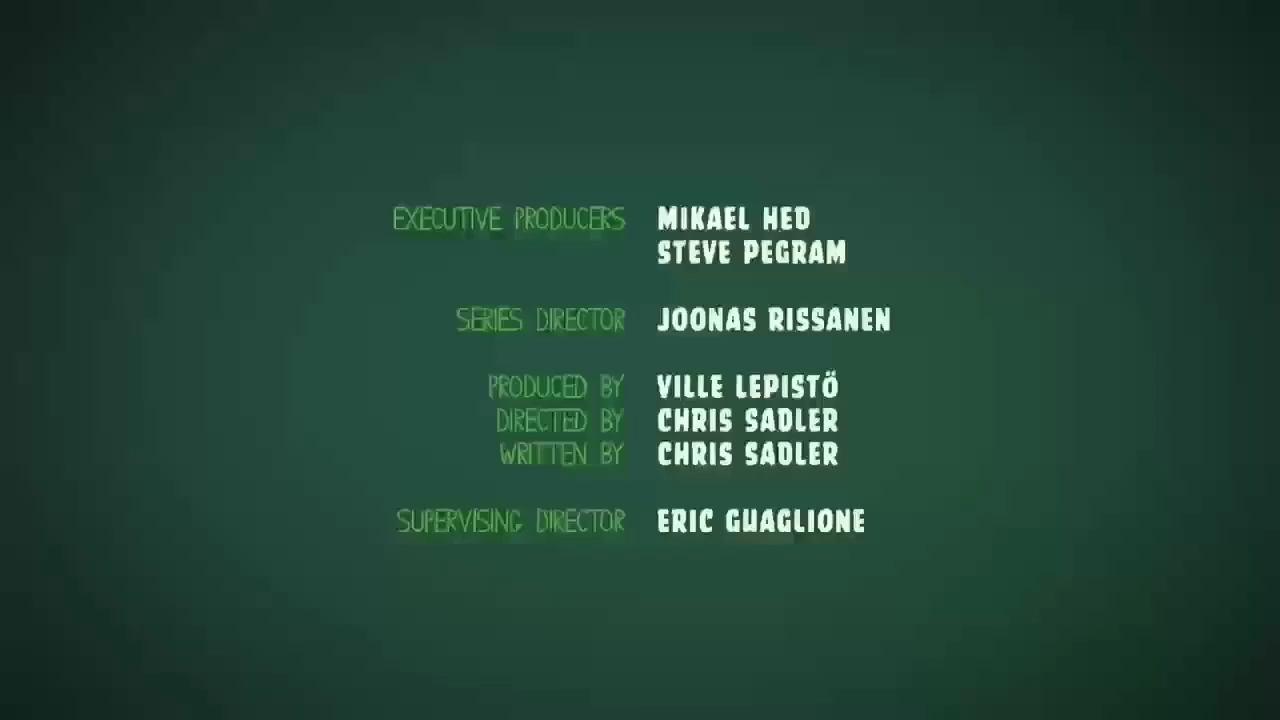 EXECUTIVE PRODUCERS MIKAEL HED
STEVE PEGRAM
SERIES DIRECTOR JOONAS RISSANEN
PRODUCED BY VILLE LEPISTÖ
DIRECTED BY CHRIS SADLER
WRITTEN BY CHRIS SADLER
SUPERVISING DIRECTOR ERIC GUAGLIONE